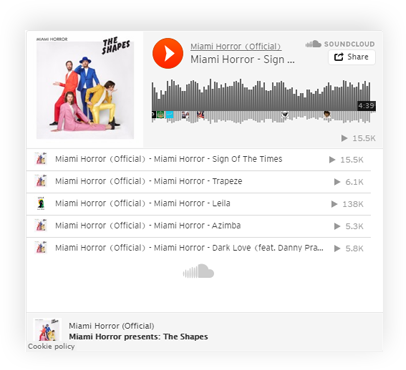 MIAMI HORROR
THE SHAPES
Miami Horror (Official)
Miami Horror - Sign ...
SOUNDCLOUD
Share
4:39
15.5K
Miami Horror (Official) - Miami Horror - Sign Of The Times
15.5K
Miami Horror (Official) - Miami Horror - Trapeze
6.1K
Miami Horror (Official) - Miami Horror - Leila
138K
Miami Horror (Official) - Miami Horror - Azimba
5.3K
Miami Horror (Official) - Miami Horror - Dark Love (feat. Danny Pra...
5.8K
Miami Horror (Official)
Miami Horror presents: The Shapes
Cookie policy